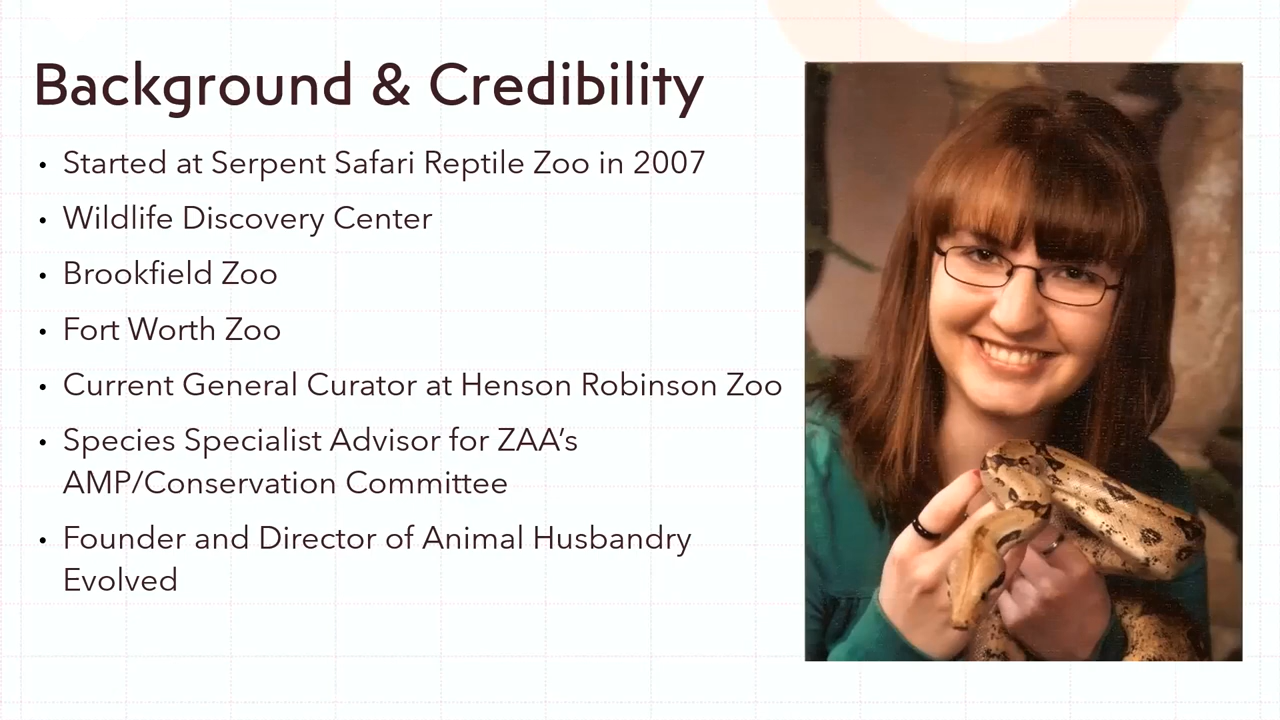 Background & Credibility
• Started at Serpent Safari Reptile Zoo in 2007
• Wildlife Discovery Center
• Brookfield Zoo
• Fort Worth Zoo
• Current General Curator at Henson Robinson Zoo
• Species Specialist Advisor for ZAA’s
AMP/Conservation Committee
• Founder and Director of Animal Husbandry
Evolved